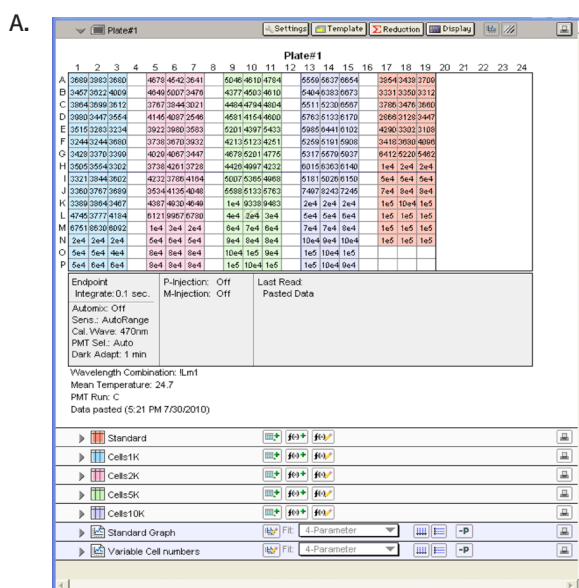 A.
Plate#1 Settings Template Reduction Display
Plate#1
1 2 3 4 5 6 7 8 9 10 11 12 13 14 15 16 17 18 19 20 21 22 23 24
A 3689 3983 3680 4678 4542 3641 5046 4610 4784 5559 5637 6654 3854 3438 3709
B 3457 3622 4009 4649 5007 3476 4377 4503 4610 5404 6383 6673 3331 3350 3312
C 3864 3699 3612 3767 3844 3021 4484 4794 4804 5511 5230 6567 3786 3476 3660
D 3980 3447 3554 4145 4087 2546 4581 4154 4600 5763 5133 6170 2866 3128 3447
E 3515 3283 3234 3922 3980 3583 5201 4397 5433 5985 6441 6102 4290 3302 3108
F 3244 3244 3680 3738 3670 3932 4213 5123 4251 5259 5191 5908 3418 3680 4096
G 3428 3370 3399 4029 4067 3447 4678 5201 4775 5317 5579 5937 6412 5220 5462
H 3505 3554 3302 3738 4261 3728 4426 4997 4232 6015 6363 6140 1e4 2e4 2e4
I 3321 3844 3602 4232 3786 4164 5007 5365 4968 5181 5026 6150 5e4 5e4 5e4
J 3360 3767 3689 3534 4135 4048 5588 5133 5763 7497 8243 7245 7e4 8e4 8e4
K 3389 3864 3467 4387 4930 4649 1e4 9338 9483 2e4 2e4 2e4 1e5 10e4 1e5
L 4745 3777 4184 6121 9967 6780 4e4 2e4 3e4 5e4 5e4 6e4 1e5 1e5 1e5
M 6751 8630 6092 1e4 3e4 2e4 6e4 7e4 6e4 7e4 7e4 8e4 1e5 1e5 1e5
N 2e4 2e4 2e4 5e4 6e4 5e4 9e4 8e4 8e4 10e4 9e4 10e4 1e5 1e5 1e5
O 5e4 5e4 4e4 8e4 8e4 8e4 10e4 1e5 9e4 1e5 10e4 1e5
P 5e4 6e4 6e4 8e4 8e4 8e4 1e5 10e4 1e5 1e5 10e4 9e4
Endpoint P-Injection: Off Last Read:
Integrate: 0.1 sec. M-Injection: Off Pasted Data
Automix: Off
Sens.: AutoRange
Cal. Wave: 470nm
PMT Sel.: Auto
Dark Adapt: 1 min
Wavelength Combination: !Lm1
Mean Temperature: 24.7
PMT Run: C
Data pasted (5:21 PM 7/30/2010)
Standard
Cells1K
Cells2K
Cells5K
Cells10K
Standard Graph Fit: 4-Parameter -P
Variable Cell numbers Fit: 4-Parameter -P